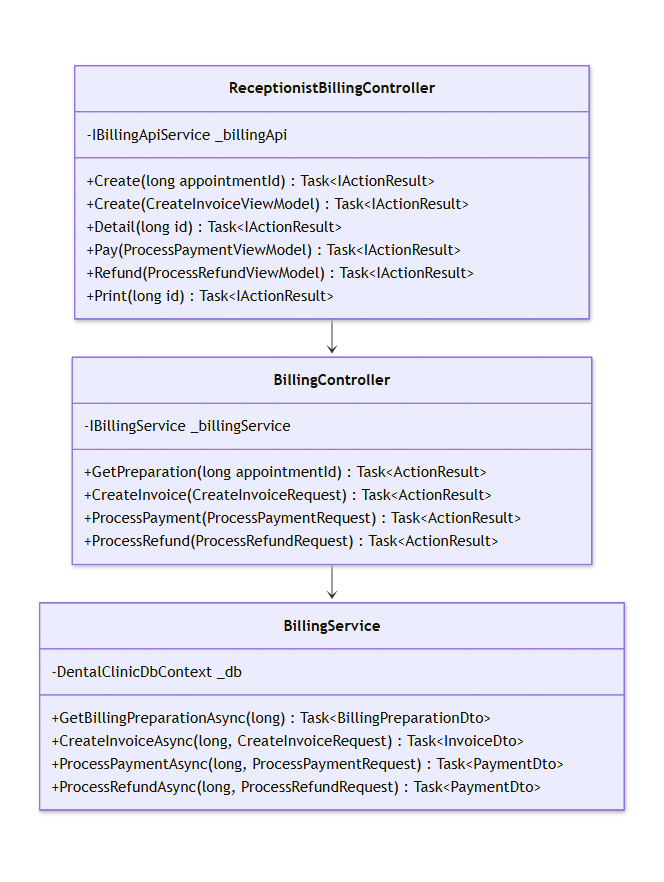 ReceptionistBillingController
-IBillingApiService _billingApi
+Create(long appointmentId) : Task<IActionResult>
+Create(CreateInvoiceViewModel) : Task<IActionResult>
+Detail(long id) : Task<IActionResult>
+Pay(ProcessPaymentViewModel) : Task<IActionResult>
+Refund(ProcessRefundViewModel) : Task<IActionResult>
+Print(long id) : Task<IActionResult>
BillingController
-IBillingService _billingService
+GetPreparation(long appointmentId) : Task<ActionResult>
+CreateInvoice(CreateInvoiceRequest) : Task<ActionResult>
+ProcessPayment(ProcessPaymentRequest) : Task<ActionResult>
+ProcessRefund(ProcessRefundRequest) : Task<ActionResult>
BillingService
-DentalClinicDbContext _db
+GetBillingPreparationAsync(long) : Task<BillingPreparationDto>
+CreateInvoiceAsync(long, CreateInvoiceRequest) : Task<InvoiceDto>
+ProcessPaymentAsync(long, ProcessPaymentRequest) : Task<PaymentDto>
+ProcessRefundAsync(long, ProcessRefundRequest) : Task<PaymentDto>